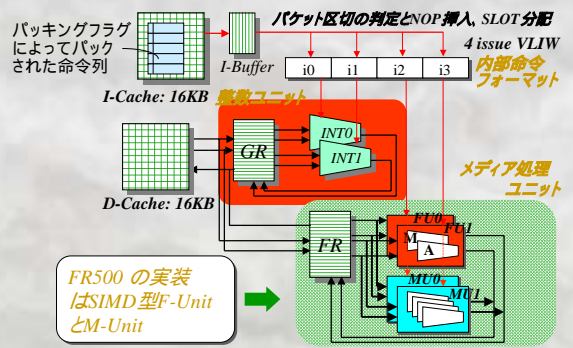 パッキングフラグ
によってパック
された命令列
パケット区切の判定とNOP挿入, SLOT分配
4 issue VLIW
I-Buffer
i0 i1 i2 i3
内部命令
フォーマット
I-Cache: 16KB
整数ユニット
GR
INT0
INT1
D-Cache: 16KB
メディア処理
ユニット
FR
FU0
FU1
M
A
MU0
MU1
FR500 の実装
はSIMD型F-Unit
とM-Unit